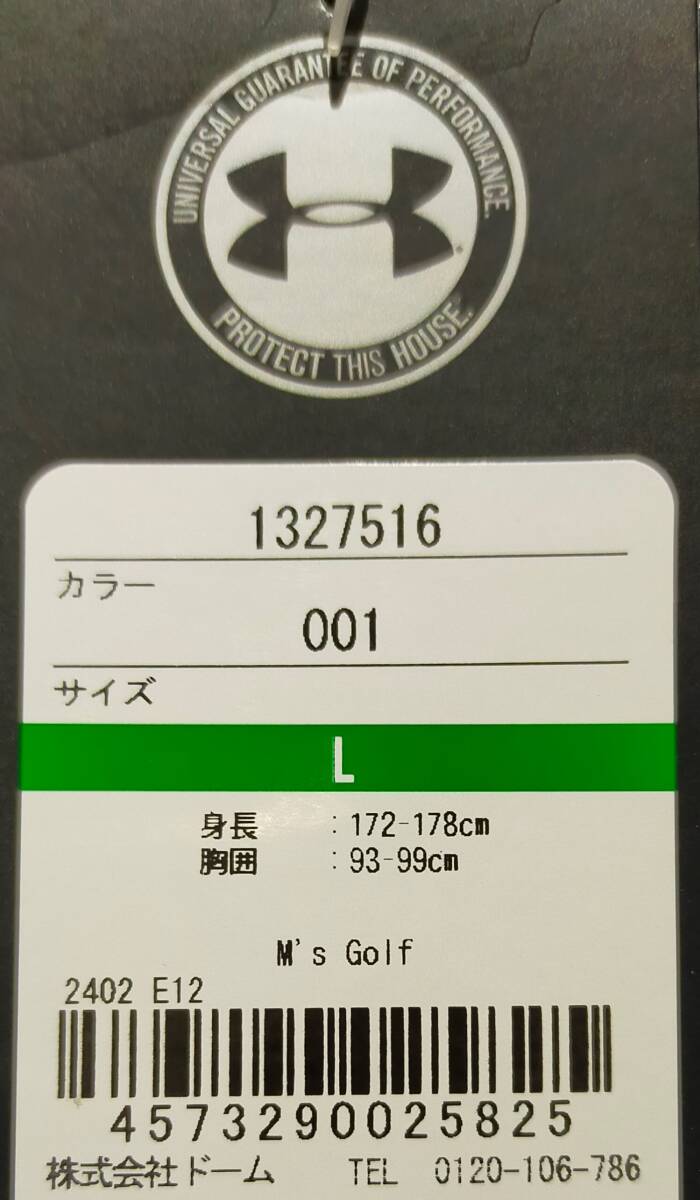 UNIVERSAL GUARANTEE OF PERFORMANCE.
PROTECT THIS HOUSE.
1327516
カラー
001
サイズ
L
身長 : 172-178cm
胸囲 : 93-99cm
M's Golf
2402 E12
4573290025825
株式会社ドーム TEL 0120-106-786